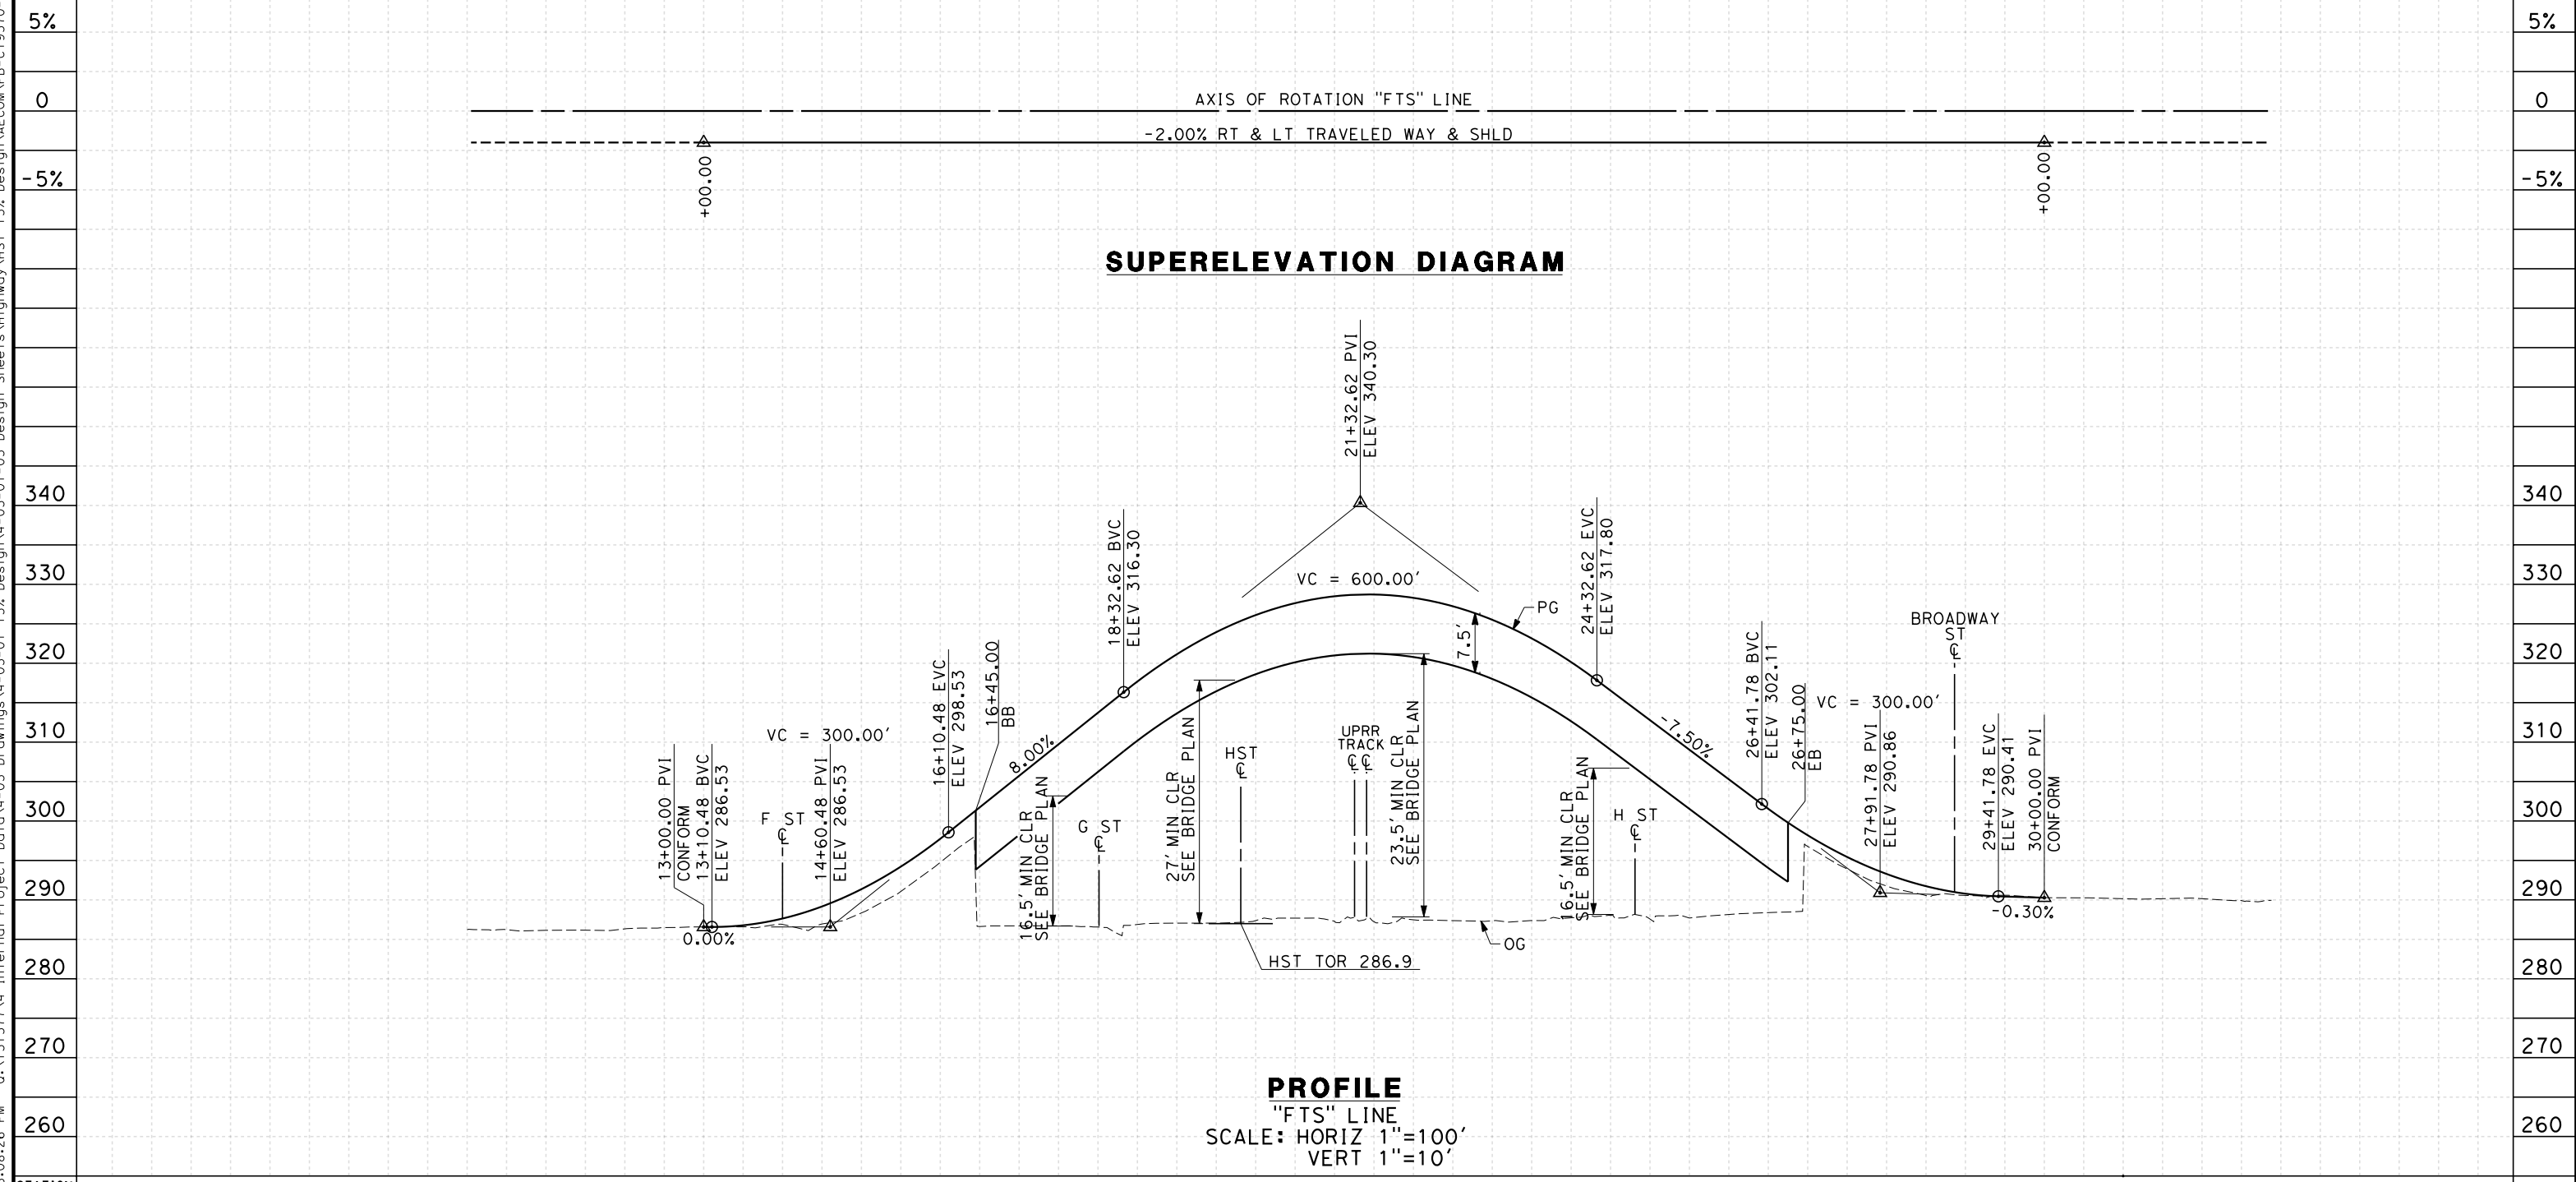 5%
5%
0
0
-5%
-5%
AXIS OF ROTATION "FTS" LINE
-2.00% RT & LT TRAVELED WAY & SHLD
+00.00
+00.00
SUPERELEVATION DIAGRAM
340
330
320
310
300
290
280
270
260
13+00.00 PVI
CONFORM
13+10.48 BVC
ELEV 286.53
0.00%
F ST
℄
VC = 300.00'
14+60.48 PVI
ELEV 286.53
16+10.48 EVC
ELEV 298.53
16+45.00
BB
8.00%
16.5' MIN CLR
SEE BRIDGE PLAN
G ST
℄
18+32.62 BVC
ELEV 316.30
27' MIN CLR
SEE BRIDGE PLAN
HST
℄
HST TOR 286.9
21+32.62 PVI
ELEV 340.30
VC = 600.00'
UPRR
TRACK
℄ ℄
23.5' MIN CLR
SEE BRIDGE PLAN
7.5'
PG
OG
24+32.62 EVC
ELEV 317.80
16.5' MIN CLR
SEE BRIDGE PLAN
H ST
℄
-7.50%
26+41.78 BVC
ELEV 302.11
26+75.00
EB
VC = 300.00'
27+91.78 PVI
ELEV 290.86
BROADWAY
ST
℄
29+41.78 EVC
ELEV 290.41
30+00.00 PVI
CONFORM
-0.30%
340
330
320
310
300
290
280
270
260
PROFILE
"FTS" LINE
SCALE: HORIZ 1"=100'
VERT 1"=10'